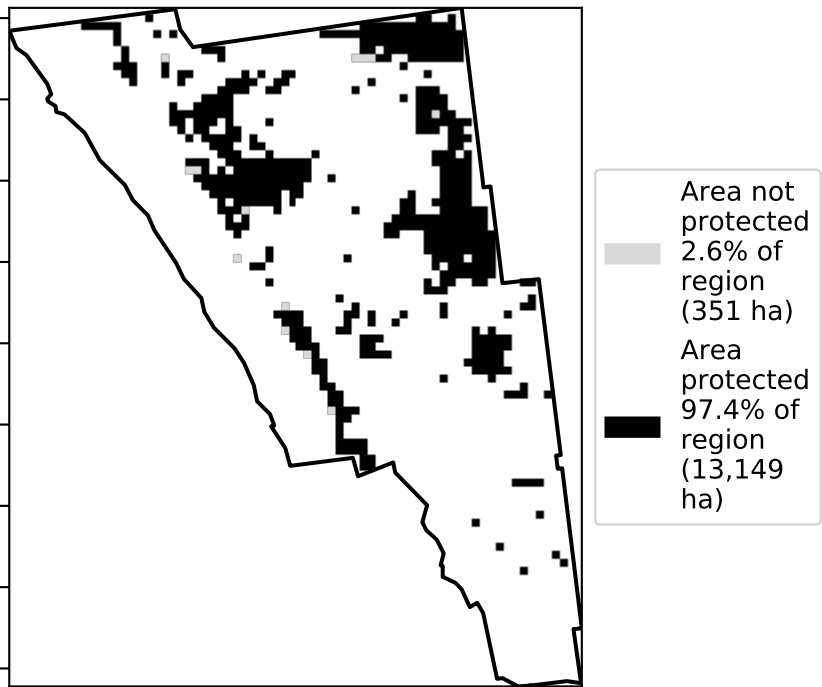 Area not
protected
2.6% of
region
(351 ha)
Area
protected
97.4% of
region
(13,149
ha)